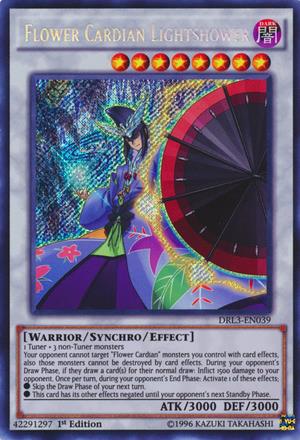 FLOWER CARDIAN LIGHTSHOWER
DARK
闇
DRL3-EN039
[WARRIOR/SYNCHRO/EFFECT]
1 Tuner + 3 non-Tuner monsters
Your opponent cannot target "Flower Cardian" monsters you control with card effects,
also those monsters cannot be destroyed by card effects. During your opponent's
Draw Phase, if they draw a card(s) for their normal draw: Inflict 1500 damage to
your opponent. Once per turn, during your opponent's End Phase: Activate 1 of these effects;
●Skip the Draw Phase of your next turn.
●This card has its other effects negated until your opponent's next Standby Phase.
ATK/3000 DEF/3000
42291297 1st Edition ©1996 KAZUKI TAKAHASHI